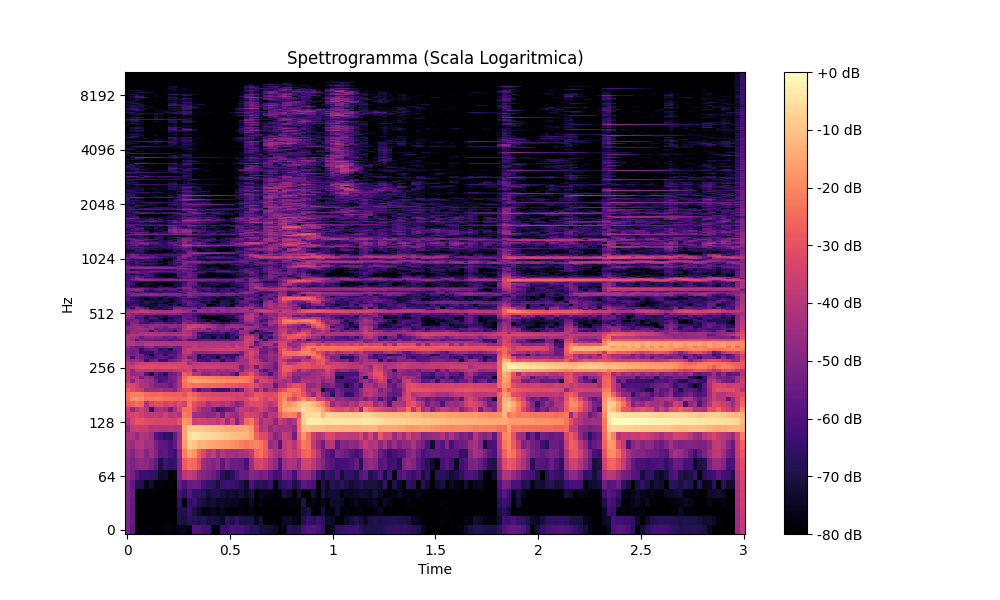 Spettrogramma (Scala Logaritmica)
Hz
8192
4096
2048
1024
512
256
128
64
0
0
0.5
1
1.5
2
2.5
3
Time
+0 dB
-10 dB
-20 dB
-30 dB
-40 dB
-50 dB
-60 dB
-70 dB
-80 dB